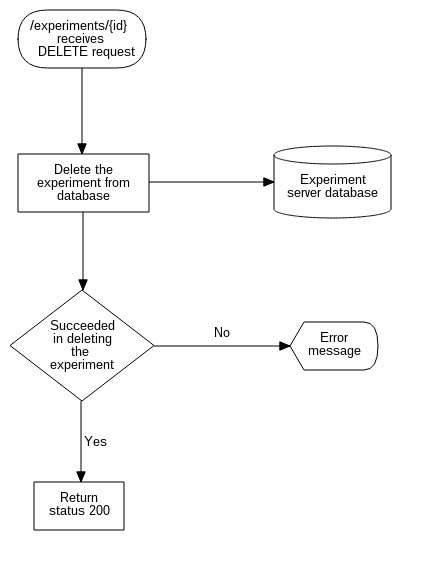 /experiments/{id}
receives
DELETE request
Delete the
experiment from
database
Experiment
server database
Succeeded
in deleting
the
experiment
No
Error
message
Yes
Return
status 200